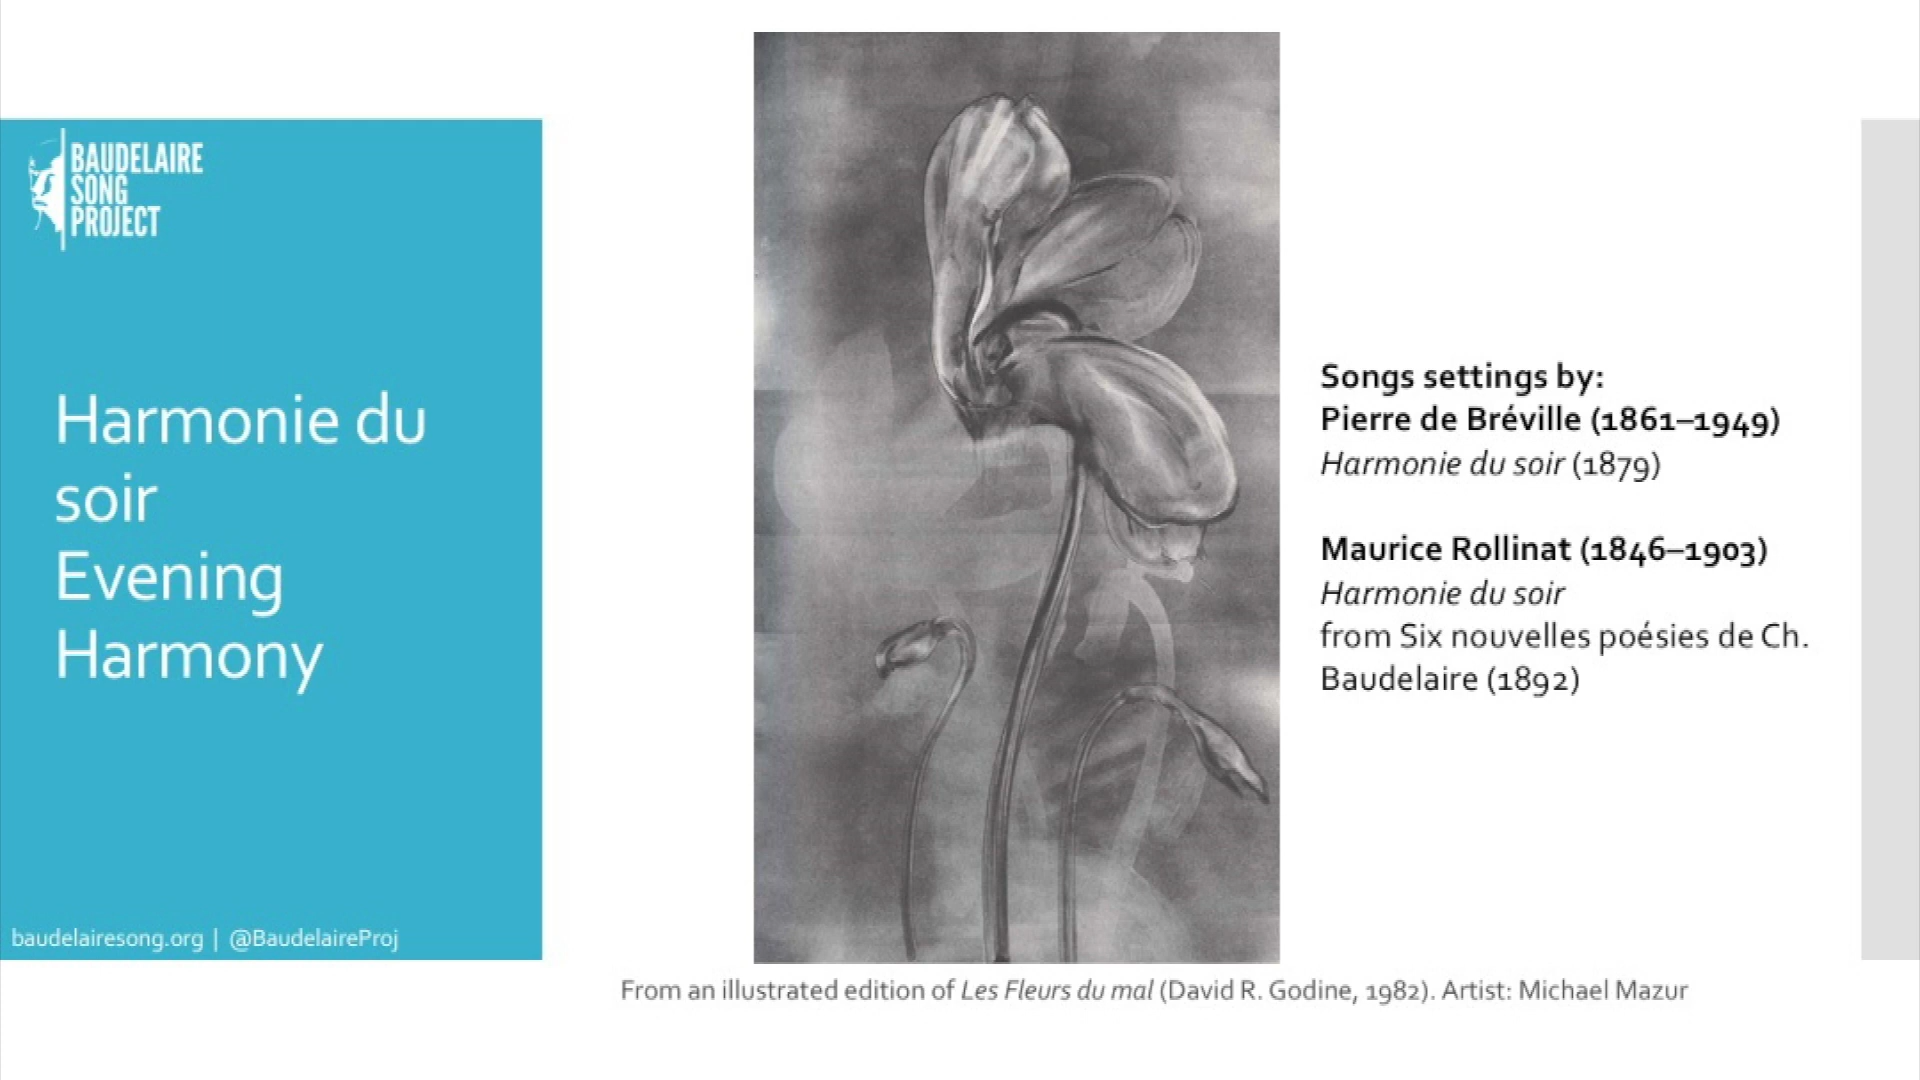 BAUDELAIRE
SONG
PROJECT
Harmonie du
soir
Evening
Harmony
baudelairesong.org | @BaudelaireProj
Songs settings by:
Pierre de Bréville (1861–1949)
Harmonie du soir (1879)
Maurice Rollinat (1846–1903)
Harmonie du soir
from Six nouvelles poésies de Ch.
Baudelaire (1892)
From an illustrated edition of Les Fleurs du mal (David R. Godine, 1982). Artist: Michael Mazur